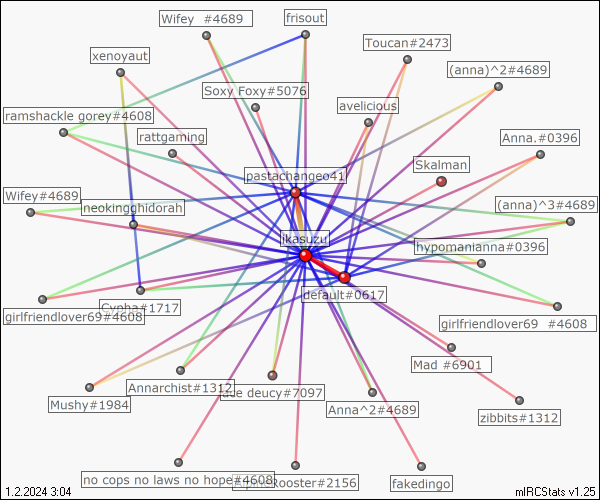 Wifey  #4689
frisout
Toucan#2473
xenoyaut
(anna)^2#4689
Soxy Foxy#5076
avelicious
ramshackle gorey#4608
rattgaming
Anna.#0396
Skalman
pastachangeo41
Wifey#4689
neokingghidorah
(anna)^3#4689
ikasuzu
hypomanianna#0396
default#0617
Cynha#1717
girlfriendlover69#4608
girlfriendlover69  #4608
Mad #6901
Annarchist#1312
deucy#7097
Mushy#1984
Anna^2#4689
zibbits#1312
no cops no laws no hope#4608
Rooster#2156
fakedingo
1.2.2024 3:04
mIRCStats v1.25